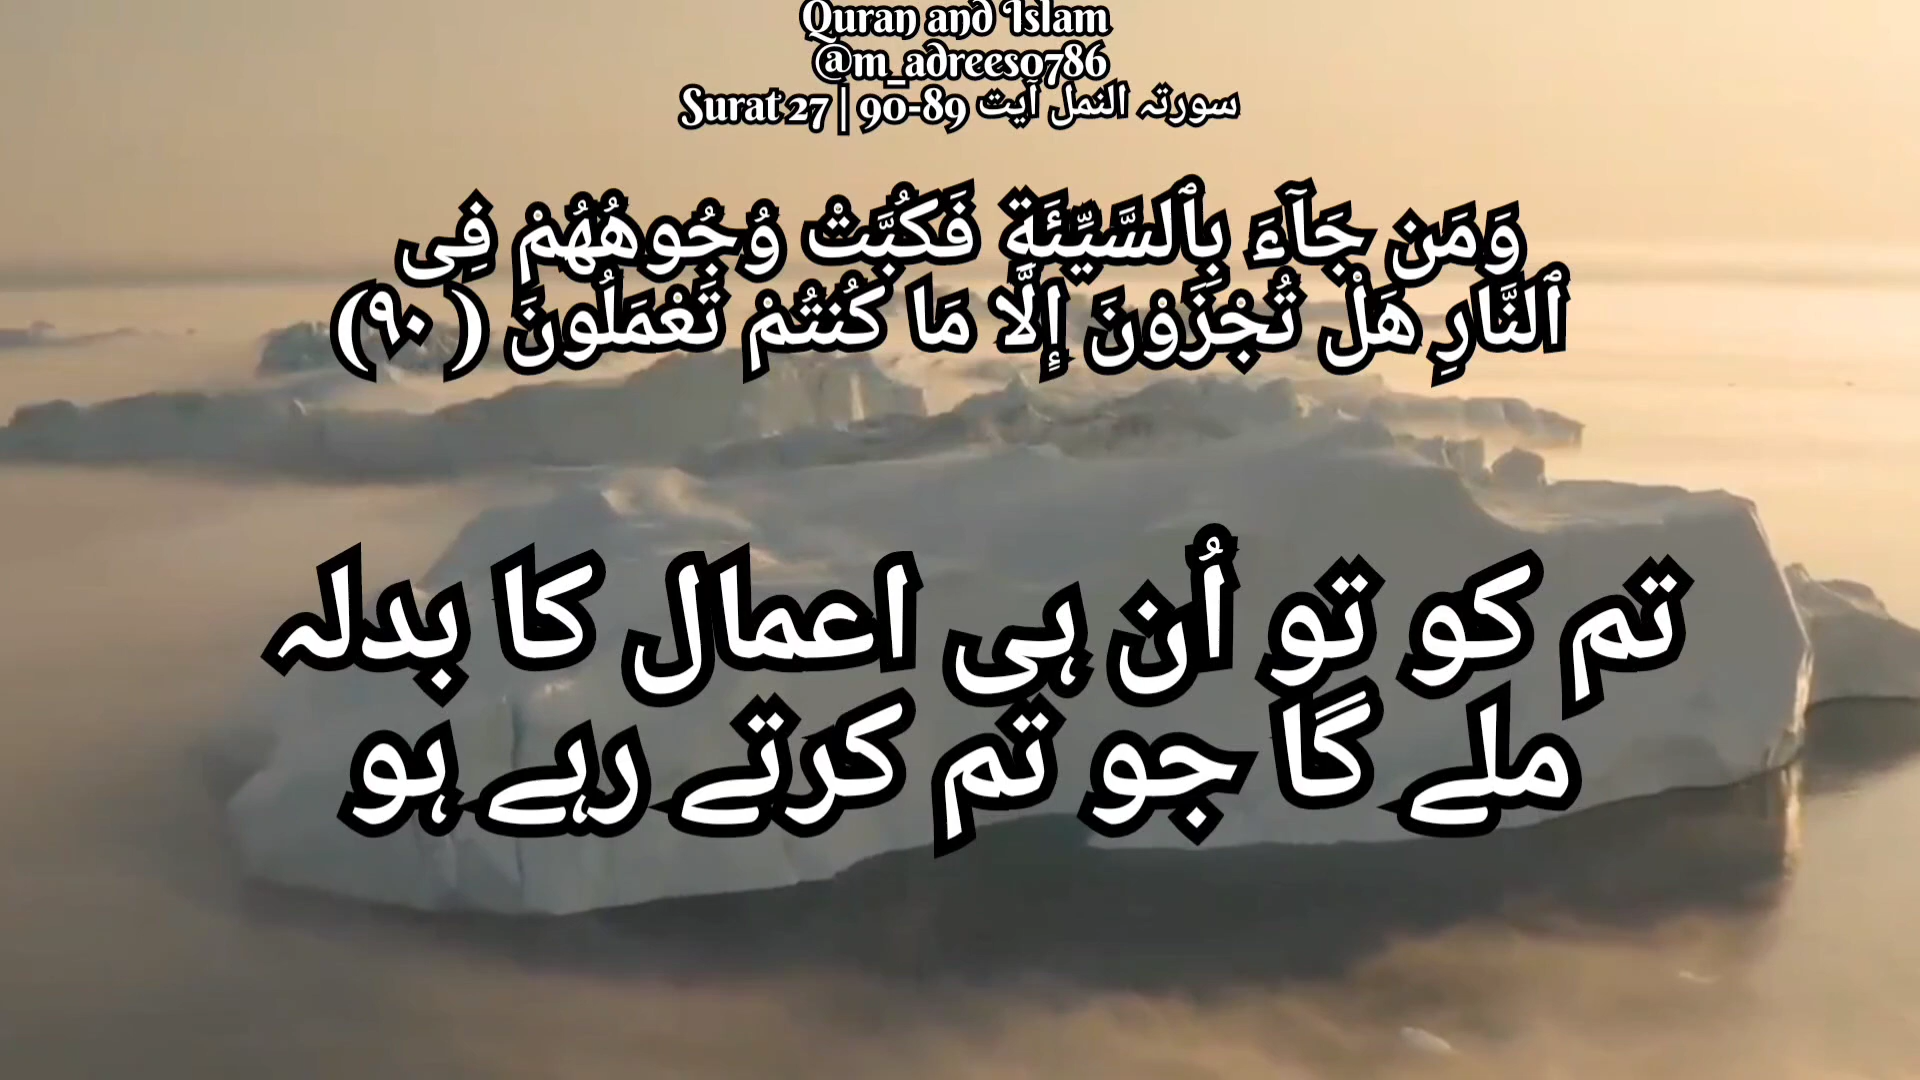 Quran and Islam
@m_adrees0786
Surat 27 | 90-89 سورتہ النمل آیت
وَمَن جَآءَ بِٱلسَّيِّئَةِ فَكُبَّتْ وُجُوهُهُمْ فِى
ٱلنَّارِ هَلْ تُجْزَوْنَ إِلَّا مَا كُنتُمْ تَعْمَلُونَ (٩٠)
تم کو تو اُن ہی اعمال کا بدلہ
ملے گا جو تم کرتے رہے ہو